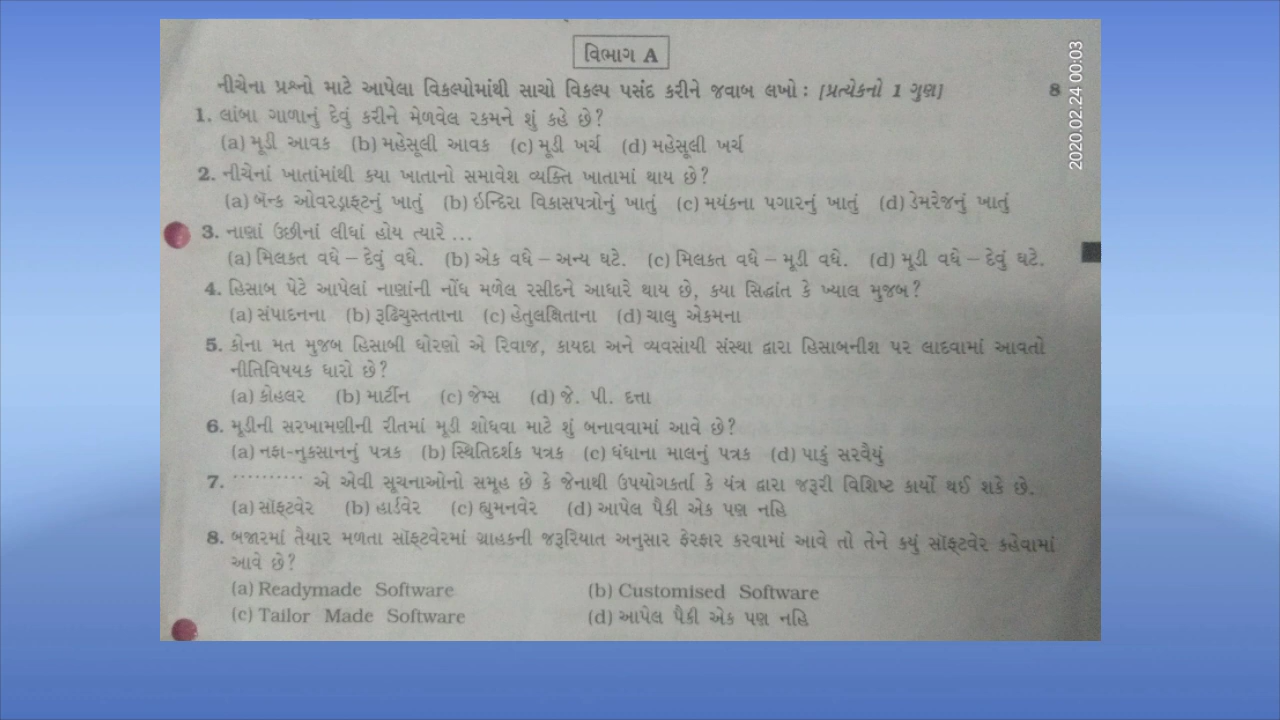 વિભાગ A
નીચેના પ્રશ્નો માટે આપેલા વિકલ્પોમાંથી સાચો વિકલ્પ પસંદ કરીને જવાબ લખો : [પ્રત્યેકનો 1 ગુણ] 8
1. લાંબા ગાળાનું દેવું કરીને મેળવેલ રકમને શું કહે છે?
(a) મૂડી આવક (b) મહેસૂલી આવક (c) મૂડી ખર્ચ (d) મહેસૂલી ખર્ચ
2. નીચેનાં ખાતાંમાંથી કયા ખાતાનો સમાવેશ વ્યક્તિ ખાતામાં થાય છે?
(a) બૅન્ક ઓવરડ્રાફ્ટનું ખાતું (b) ઇન્દિરા વિકાસપત્રોનું ખાતું (c) મયંકના પગારનું ખાતું (d) ડેમરેજનું ખાતું
3. નાણાં ઉછીનાં લીધાં હોય ત્યારે ...
(a) મિલકત વધે – દેવું વધે. (b) એક વધે – અન્ય ઘટે. (c) મિલકત વધે – મૂડી વધે. (d) મૂડી વધે – દેવું ઘટે.
4. હિસાબ પેટે આપેલાં નાણાંની નોંધ મળેલ રસીદને આધારે થાય છે, કયા સિદ્ધાંત કે ખ્યાલ મુજબ?
(a) સંપાદનના (b) રૂઢિચુસ્તતાના (c) હેતુલક્ષિતાના (d) ચાલુ એકમના
5. કોના મત મુજબ હિસાબી ધોરણો એ રિવાજ, કાયદા અને વ્યવસાયી સંસ્થા દ્વારા હિસાબનીશ પર લાદવામાં આવતો
નીતિવિષયક ધારો છે?
(a) કોહલર (b) માર્ટીન (c) જેમ્સ (d) જે. પી. દત્તા
6. મૂડીની સરખામણીની રીતમાં મૂડી શોધવા માટે શું બનાવવામાં આવે છે?
(a) નફા-નુકસાનનું પત્રક (b) સ્થિતિદર્શક પત્રક (c) ધંધાના માલનું પત્રક (d) પાકું સરવૈયું
7. ......... એ એવી સૂચનાઓનો સમૂહ છે કે જેનાથી ઉપયોગકર્તા કે યંત્ર દ્વારા જરૂરી વિશિષ્ટ કાર્યો થઈ શકે છે.
(a) સૉફ્ટવેર (b) હાર્ડવેર (c) હ્યુમનવેર (d) આપેલ પૈકી એક પણ નહિ
8. બજારમાં તૈયાર મળતા સૉફ્ટવેરમાં ગ્રાહકની જરૂરિયાત અનુસાર ફેરફાર કરવામાં આવે તો તેને કયું સૉફ્ટવેર કહેવામાં
આવે છે?
(a) Readymade Software (b) Customised Software
(c) Tailor Made Software (d) આપેલ પૈકી એક પણ નહિ
2020.02.24 00:03